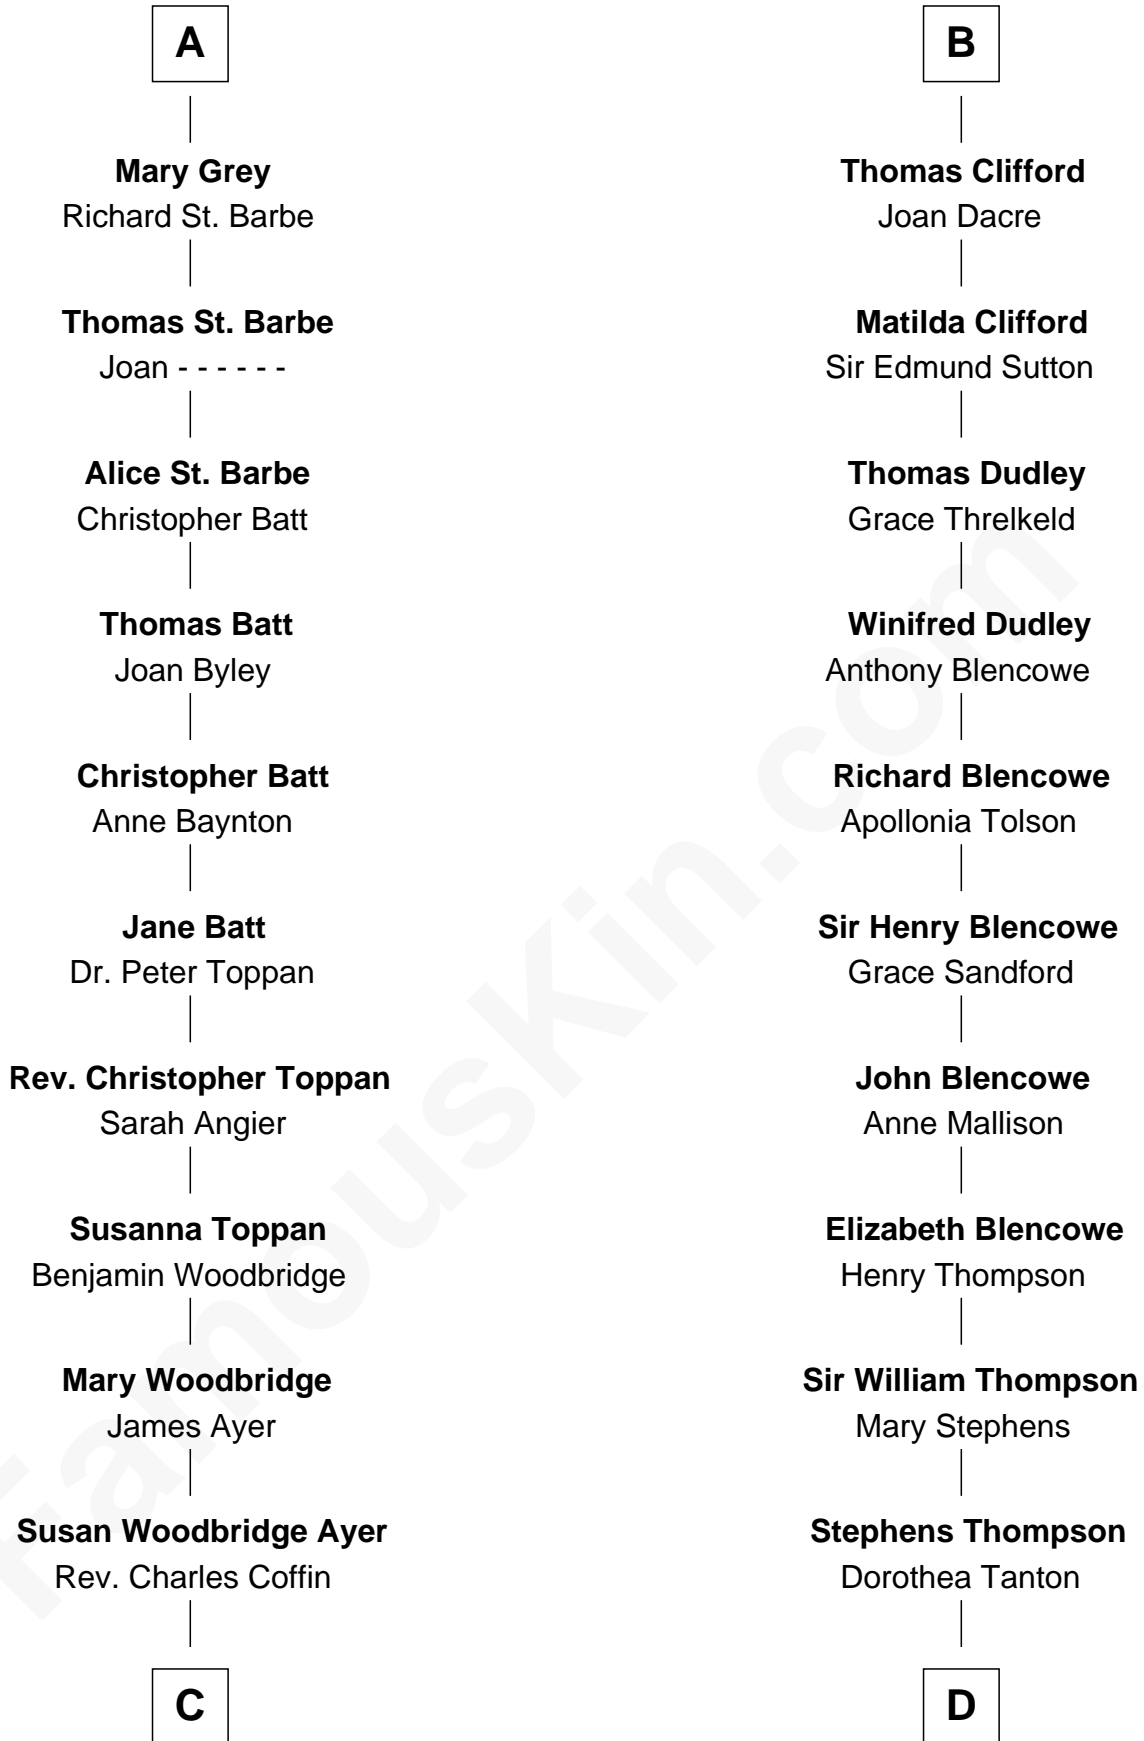 A
Mary Grey
Richard St. Barbe
Thomas St. Barbe
Joan - - - - - -
Alice St. Barbe
Christopher Batt
Thomas Batt
Joan Byley
Christopher Batt
Anne Baynton
Jane Batt
Dr. Peter Toppan
Rev. Christopher Toppan
Sarah Angier
Susanna Toppan
Benjamin Woodbridge
Mary Woodbridge
James Ayer
Susan Woodbridge Ayer
Rev. Charles Coffin
C
B
Thomas Clifford
Joan Dacre
Matilda Clifford
Sir Edmund Sutton
Thomas Dudley
Grace Threlkeld
Winifred Dudley
Anthony Blencowe
Richard Blencowe
Apollonia Tolson
Sir Henry Blencowe
Grace Sandford
John Blencowe
Anne Mallison
Elizabeth Blencowe
Henry Thompson
Sir William Thompson
Mary Stephens
Stephens Thompson
Dorothea Tanton
D
FamousKin.com